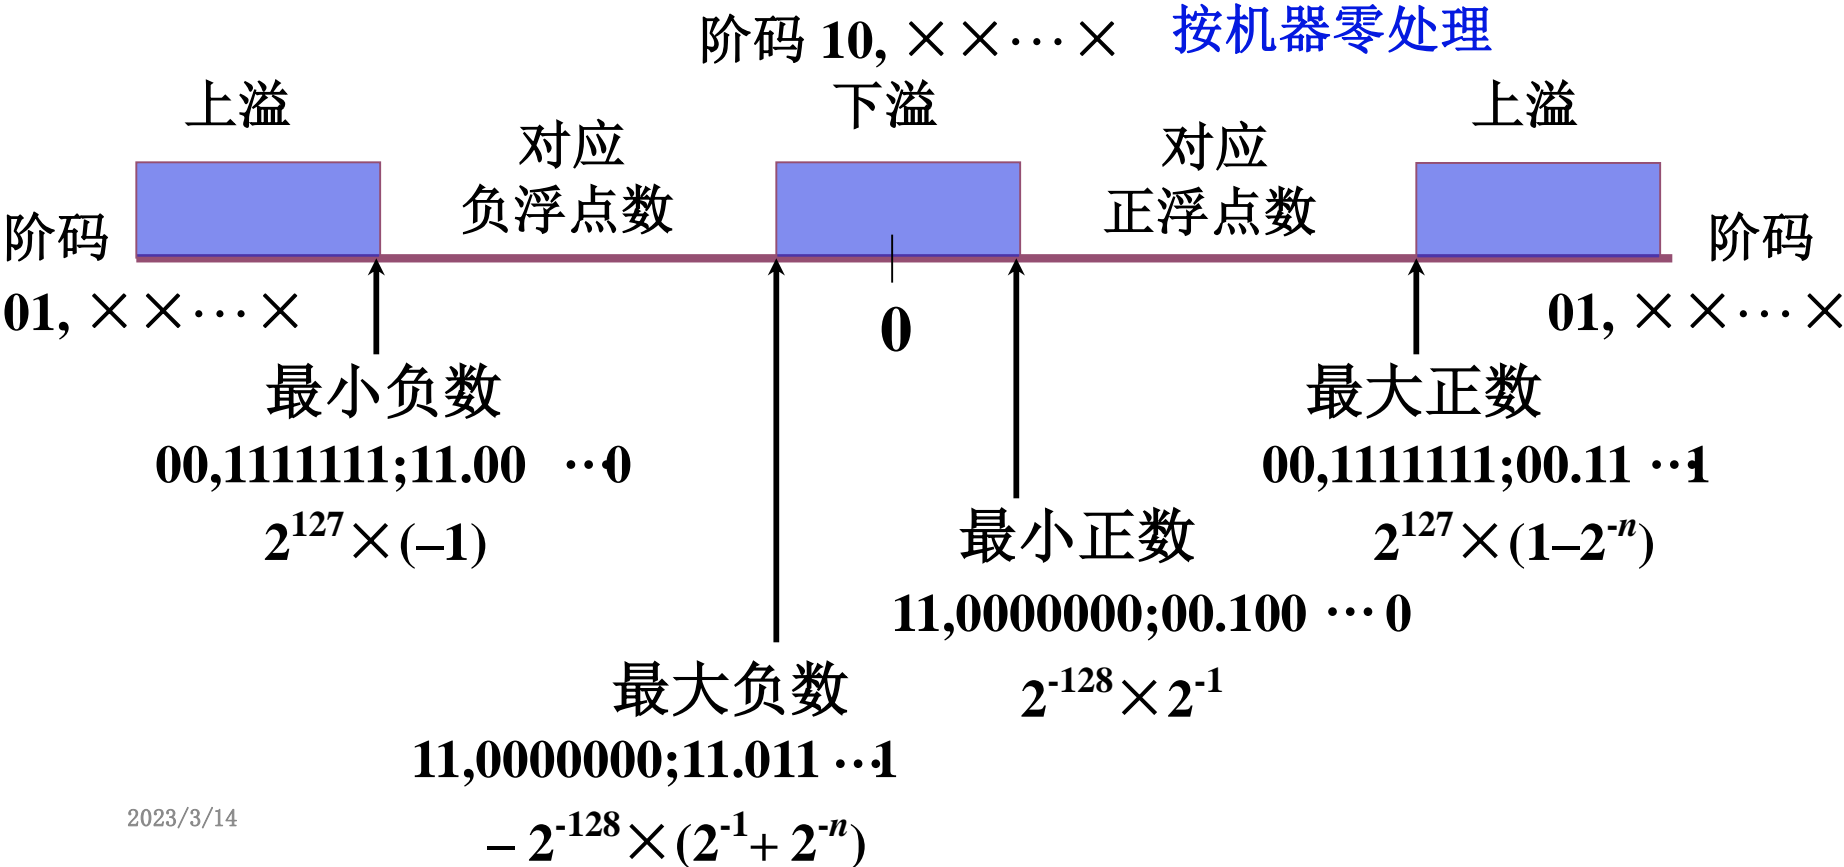 阶码 10, ××…× 按机器零处理
上溢 下溢 上溢
对应 对应
负浮点数 正浮点数
阶码 阶码
01, ××…× 01, ××…×
0
最小负数 最大正数
00,1111111;11.00 …0 00,1111111;00.11 …1
2^127×(–1) 2^127×(1–2^-n)
最小正数
11,0000000;00.100 … 0
2^-128×2^-1
最大负数
11,0000000;11.011 …1
– 2^-128×(2^-1+ 2^-n)
2023/3/14